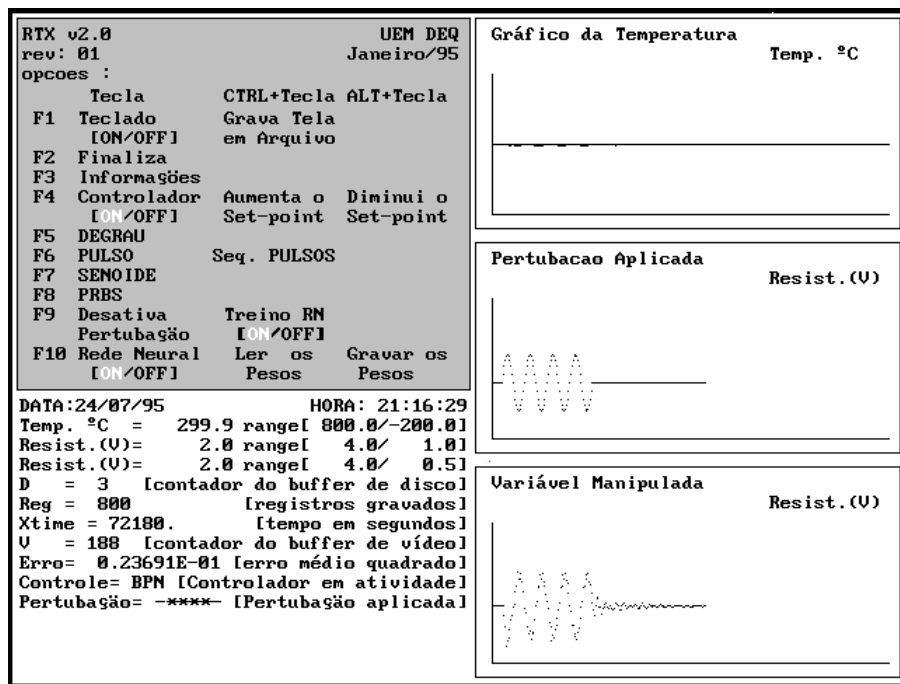 RTX v2.0 UEM DEQ
rev: 01 Janeiro/95
opcoes :
Tecla CTRL+Tecla ALT+Tecla
F1 Teclado Grava Tela
[ON/OFF] em Arquivo
F2 Finaliza
F3 Informações
F4 Controlador Aumenta o Diminui o
[ON/OFF] Set-point Set-point
F5 DEGRAU
F6 PULSO Seq. PULSOS
F7 SENOIDE
F8 PRBS
F9 Desativa Treino RN
Pertubação [ON/OFF]
F10 Rede Neural Ler os Gravar os
[ON/OFF] Pesos Pesos
DATA:24/07/95 HORA: 21:16:29
Temp. ºC = 299.9 range[ 800.0/-200.0]
Resist.(V)= 2.0 range[ 4.0/ 1.0]
Resist.(V)= 2.0 range[ 4.0/ 0.5]
D = 3 [contador do buffer de disco]
Reg = 800 [registros gravados]
Xtime = 72180. [tempo em segundos]
V = 188 [contador do buffer de vídeo]
Erro= 0.23691E-01 [erro médio quadrado]
Controle= BPN [Controlador em atividade]
Pertubação= -****- [Pertubação aplicada]
Gráfico da Temperatura
Temp. ºC
Pertubacao Aplicada
Resist.(V)
Variável Manipulada
Resist.(V)